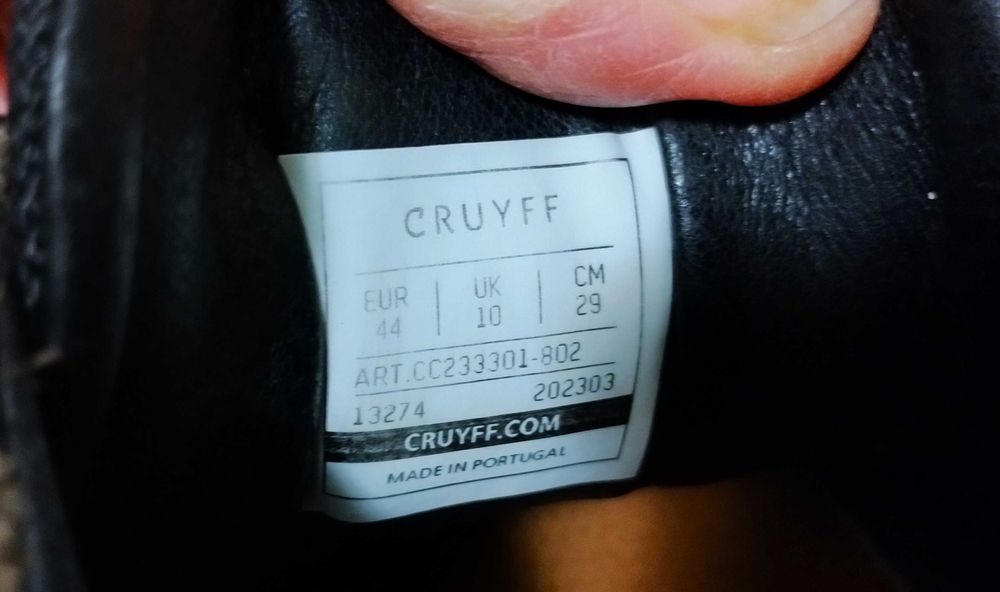 CRUYFF
EUR | UK | CM
44 | 10 | 29
ART.CC233301-802
13274 202303
CRUYFF.COM
MADE IN PORTUGAL